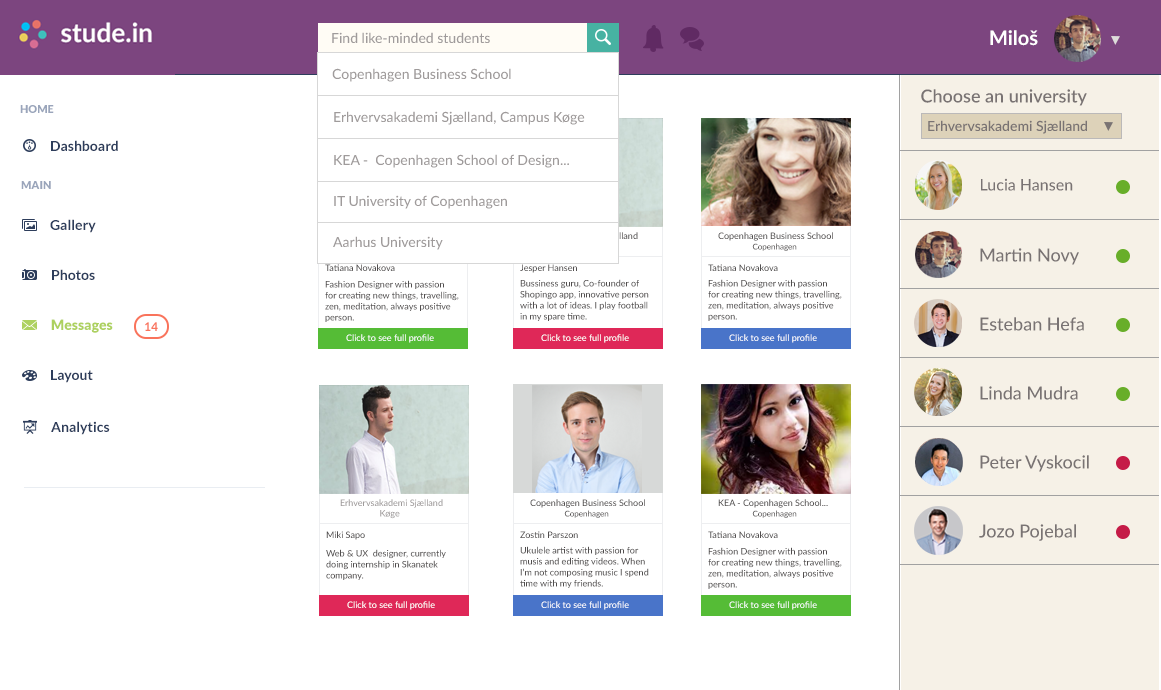 stude.in
Find like-minded students
Miloš
▼
Copenhagen Business School
Erhvervsakademi Sjælland, Campus Køge
KEA - Copenhagen School of Design...
IT University of Copenhagen
Aarhus University
HOME
Dashboard
MAIN
Gallery
Photos
Messages
14
Layout
Analytics
Tatiana Novakova
Fashion Designer with passion
for creating new things, travelling,
zen, meditation, always positive
person.
Click to see full profile
lland
Jesper Hansen
Bussiness guru, Co-founder of
Shopingo app, innovative person
with a lot of ideas. I play football
in my spare time.
Click to see full profile
Copenhagen Business School
Copenhagen
Tatiana Novakova
Fashion Designer with passion
for creating new things, travelling,
zen, meditation, always positive
person.
Click to see full profile
Erhvervsakademi Sjælland
Køge
Miki Sapo
Web & UX designer, currently
doing internship in Skanatek
company.
Click to see full profile
Copenhagen Business School
Copenhagen
Zostin Parszon
Ukulele artist with passion for
musis and editing videos. When
I'm not composing music I spend
time with my friends.
Click to see full profile
KEA - Copenhagen School...
Copenhagen
Tatiana Novakova
Fashion Designer with passion
for creating new things, travelling,
zen, meditation, always positive
person.
Click to see full profile
Choose an university
Erhvervsakademi Sjælland ▼
Lucia Hansen
Martin Novy
Esteban Hefa
Linda Mudra
Peter Vyskocil
Jozo Pojebal